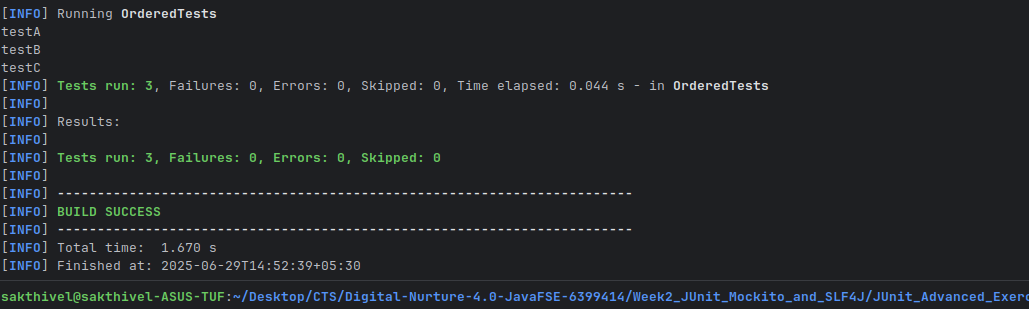 [INFO] Running OrderedTests
testA
testB
testC
[INFO] Tests run: 3, Failures: 0, Errors: 0, Skipped: 0, Time elapsed: 0.044 s - in OrderedTests
[INFO]
[INFO] Results:
[INFO]
[INFO] Tests run: 3, Failures: 0, Errors: 0, Skipped: 0
[INFO]
[INFO] ------------------------------------------------------------------------
[INFO] BUILD SUCCESS
[INFO] ------------------------------------------------------------------------
[INFO] Total time:  1.670 s
[INFO] Finished at: 2025-06-29T14:52:39+05:30
sakthivel@sakthivel-ASUS-TUF:~/Desktop/CTS/Digital-Nurture-4.0-JavaFSE-6399414/Week2_JUnit_Mockito_and_SLF4J/JUnit_Advanced_Exerc